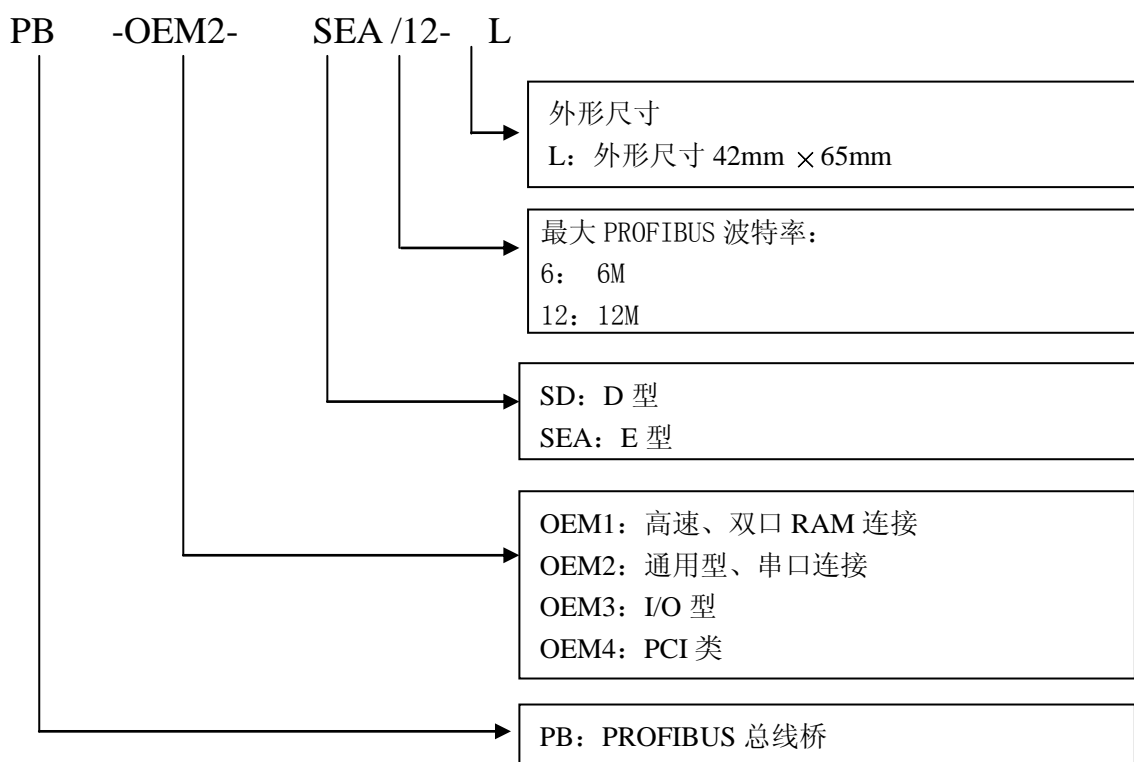 PB -OEM2- SEA /12- L
外形尺寸
L：外形尺寸 42mm ×65mm
最大 PROFIBUS 波特率：
6： 6M
12：12M
SD：D 型
SEA：E 型
OEM1：高速、双口 RAM 连接
OEM2：通用型、串口连接
OEM3：I/O 型
OEM4：PCI 类
PB：PROFIBUS 总线桥